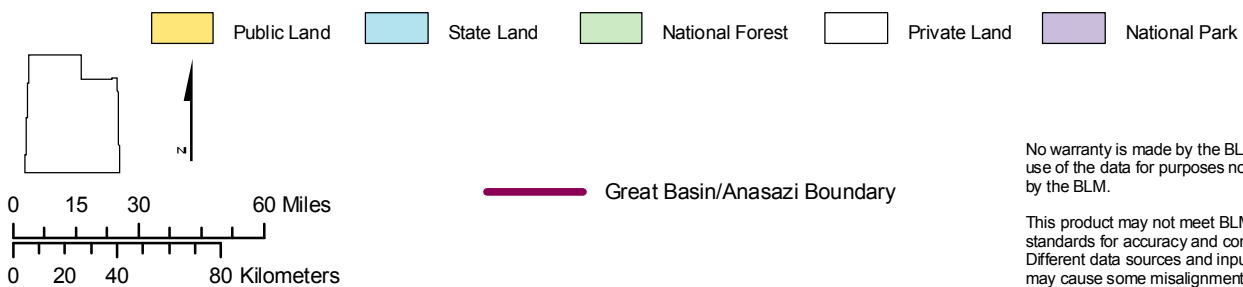 Public Land State Land National Forest Private Land National Park
N
0 15 30 60 Miles
0 20 40 80 Kilometers
Great Basin/Anasazi Boundary
No warranty is made by the BL
use of the data for purposes no
by the BLM.
This product may not meet BLM
standards for accuracy and con
Different data sources and inpu
may cause some misalignment